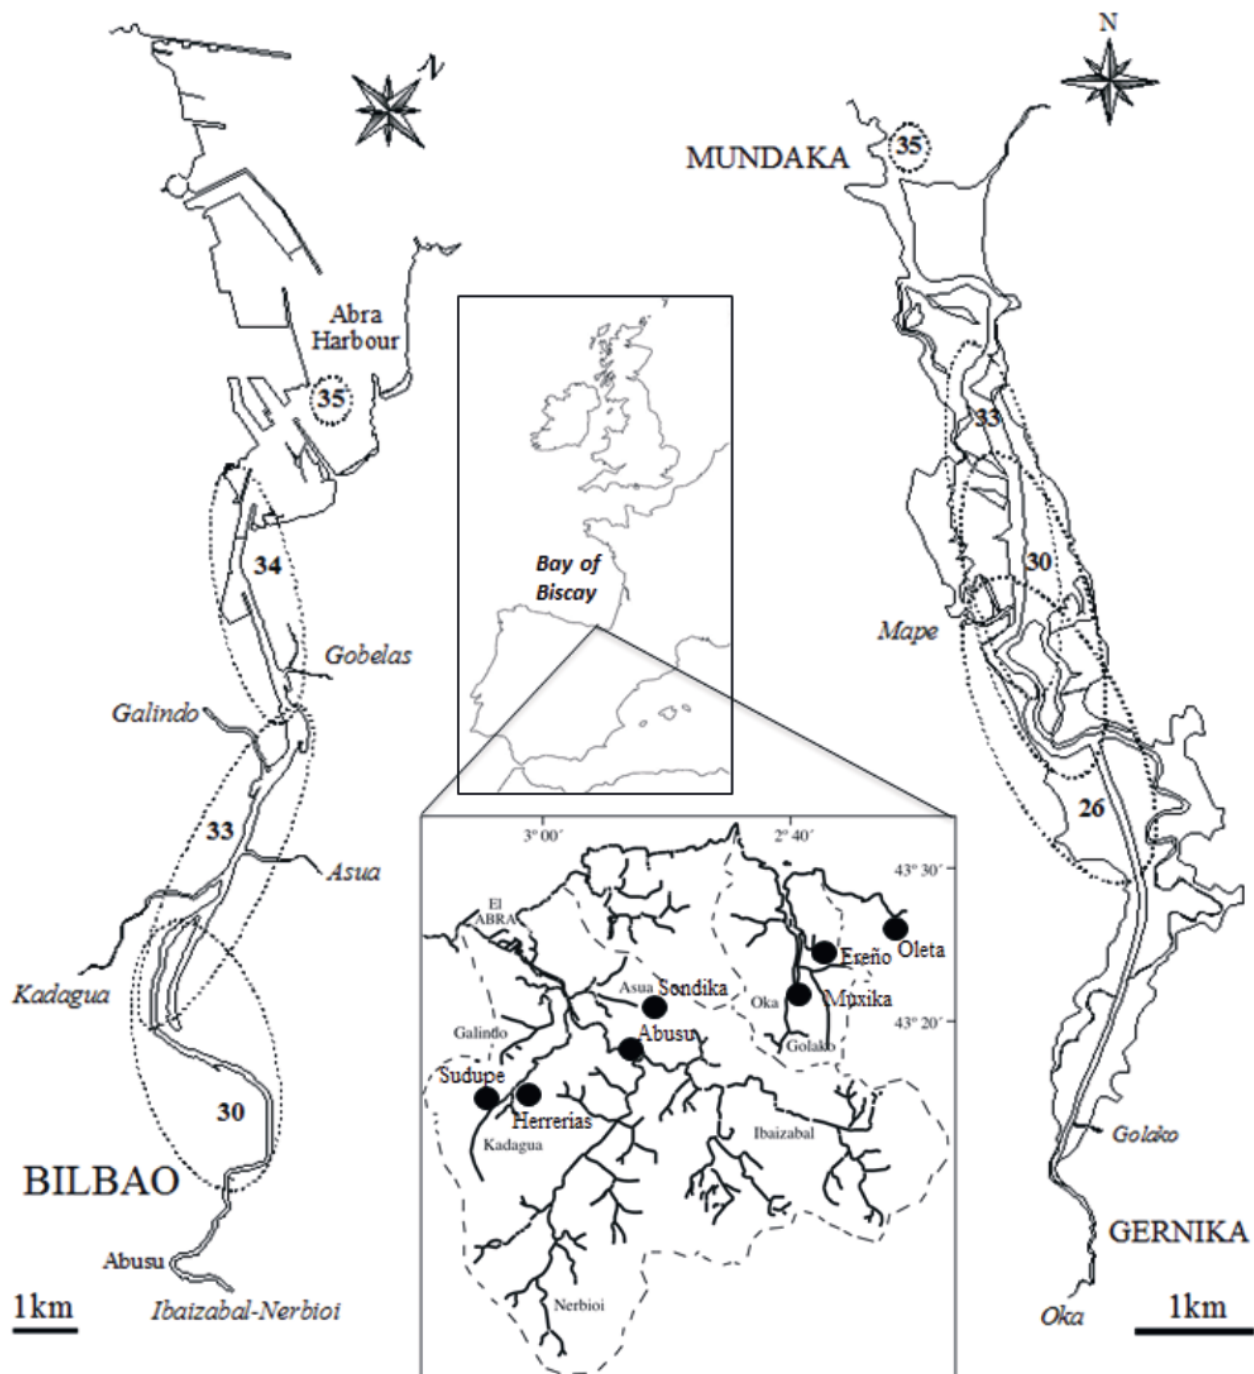 N
Abra
Harbour
35
34
Gobelas
Galindo
33
Asua
Kadagua
30
BILBAO
Abusu
Ibaizabal-Nerbioi
1km
Bay of
Biscay
3° 00´
2° 40´
43° 30´
43° 20´
El
ABRA
Asua
Sondika
Galindo
Abusu
Sudupe
Herrerias
Kadagua
Ibaizabal
Nerbioi
Oka
Golako
Ereño
Oleta
Muxika
N
MUNDAKA
35
33
30
Mape
26
Golako
GERNIKA
Oka
1km